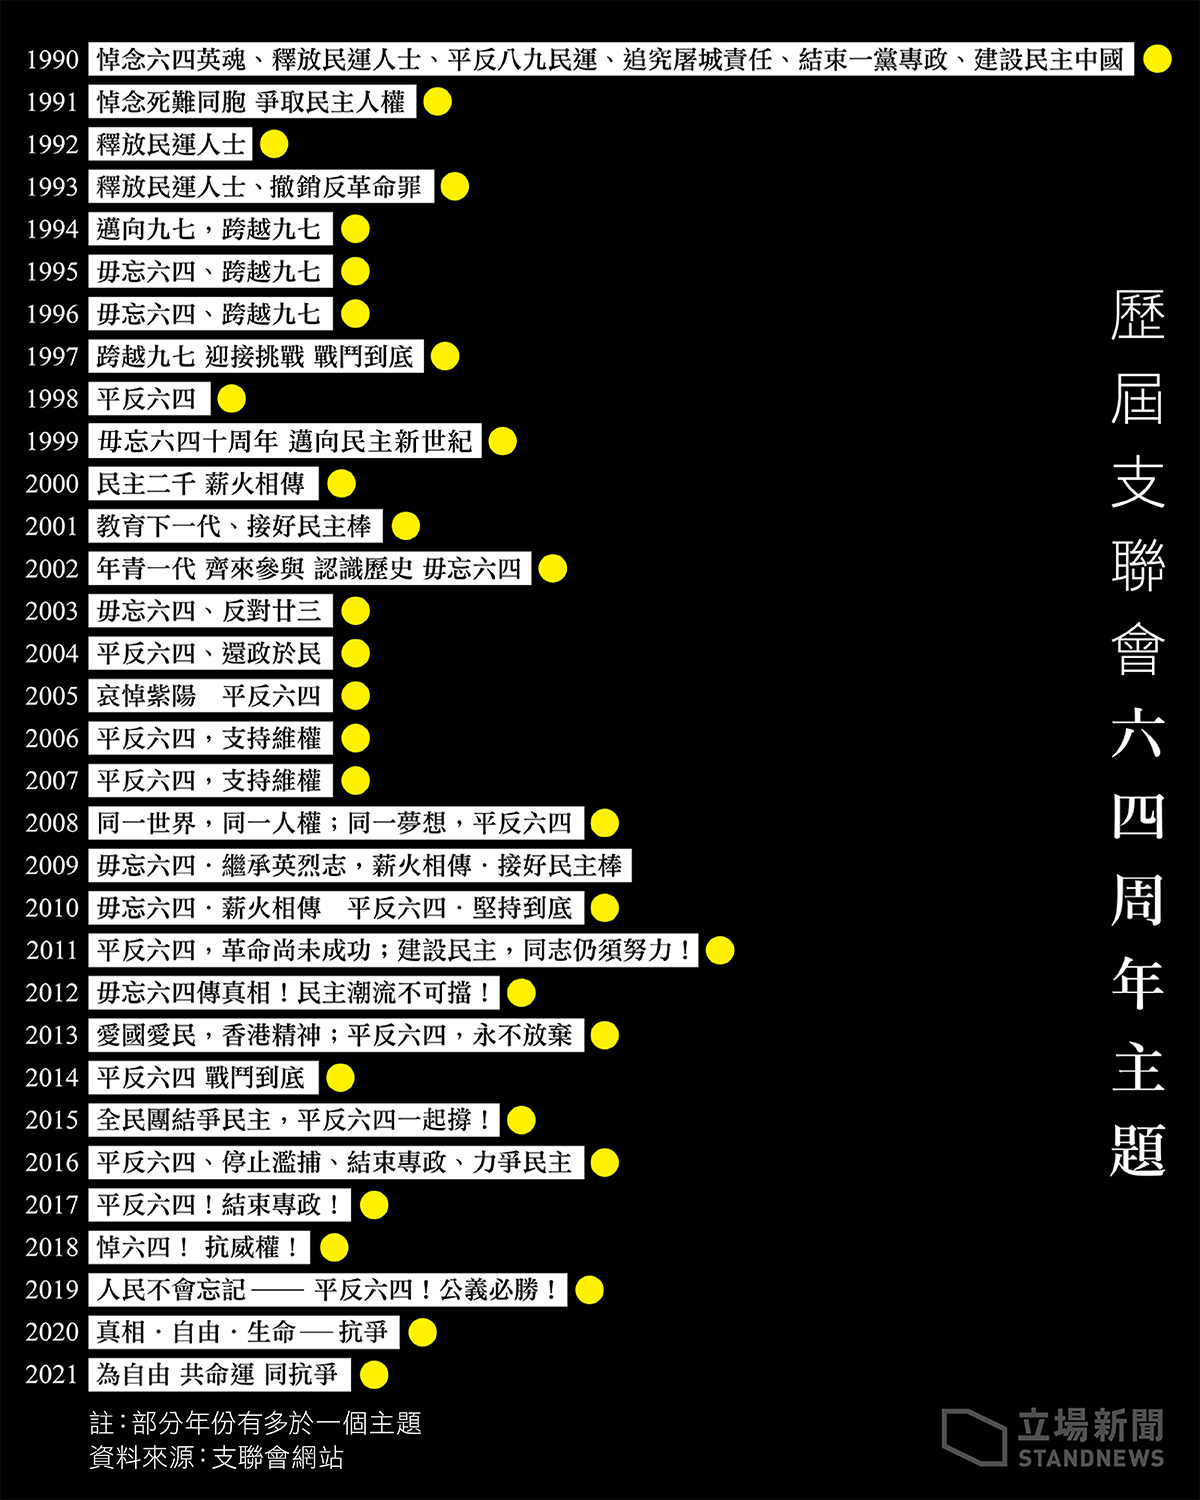 歷屆支聯會六四周年主題
1990 悼念六四英魂、釋放民運人士、平反八九民運、追究屠城責任、結束一黨專政、建設民主中國
1991 悼念死難同胞 爭取民主人權
1992 釋放民運人士
1993 釋放民運人士、撤銷反革命罪
1994 邁向九七，跨越九七
1995 毋忘六四、跨越九七
1996 毋忘六四、跨越九七
1997 跨越九七 迎接挑戰 戰鬥到底
1998 平反六四
1999 毋忘六四十周年 邁向民主新世紀
2000 民主二千 薪火相傳
2001 教育下一代、接好民主棒
2002 年青一代 齊來參與 認識歷史 毋忘六四
2003 毋忘六四、反對廿三
2004 平反六四、還政於民
2005 哀悼紫陽　平反六四
2006 平反六四，支持維權
2007 平反六四，支持維權
2008 同一世界，同一人權；同一夢想，平反六四
2009 毋忘六四．繼承英烈志，薪火相傳．接好民主棒
2010 毋忘六四．薪火相傳　平反六四．堅持到底
2011 平反六四，革命尚未成功；建設民主，同志仍須努力！
2012 毋忘六四傳真相！民主潮流不可擋！
2013 愛國愛民，香港精神；平反六四，永不放棄
2014 平反六四 戰鬥到底
2015 全民團結爭民主，平反六四一起撐！
2016 平反六四、停止濫捕、結束專政、力爭民主
2017 平反六四！結束專政！
2018 悼六四！ 抗威權！
2019 人民不會忘記—— 平反六四！公義必勝！
2020 真相．自由．生命—抗爭
2021 為自由 共命運 同抗爭
註：部分年份有多於一個主題
資料來源：支聯會網站
立場新聞
STANDNEWS